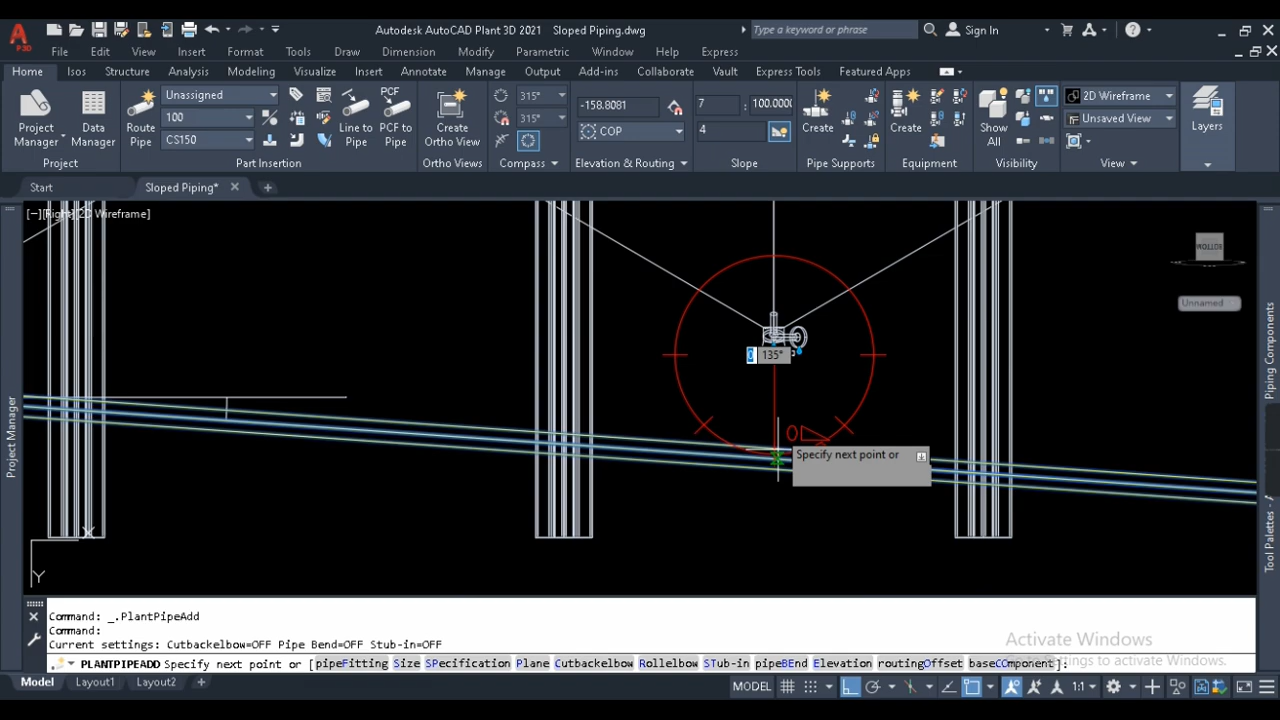 Autodesk AutoCAD Plant 3D 2021 Sloped Piping.dwg
Type a keyword or phrase
Sign In
P3D
File Edit View Insert Format Tools Draw Dimension Modify Parametric Window Help Express
Home Isos Structure Analysis Modeling Visualize Insert Annotate Manage Output Add-ins Collaborate Vault Express Tools Featured Apps
Project Manager
Data Manager
Route Pipe
Unassigned
100
CS150
Line to Pipe
PCF to Pipe
Create Ortho View
315°
315°
-158.8081
COP
7 : 100.0000
4
Create
Create
Show All
2D Wireframe
Unsaved View
Layers
Project
Part Insertion
Ortho Views
Compass
Elevation & Routing
Slope
Pipe Supports
Equipment
Visibility
View
Start
Sloped Piping*
[−][Right][2D Wireframe]
BOTTOM
Unnamed
Project Manager
Piping Components
Tool Palettes - A
0 135°
0
Specify next point or
X
Y
Command: _.PlantPipeAdd
Command:
Current settings: Cutbackelbow=OFF Pipe Bend=OFF Stub-in=OFF
PLANTPIPEADD Specify next point or [pipeFitting Size SPecification Plane Cutbackelbow Rollelbow STub-in pipeBEnd Elevation routingOffset baseCOmponent]:
Activate Windows
Settings to activate Windows.
Model Layout1 Layout2
MODEL
1:1